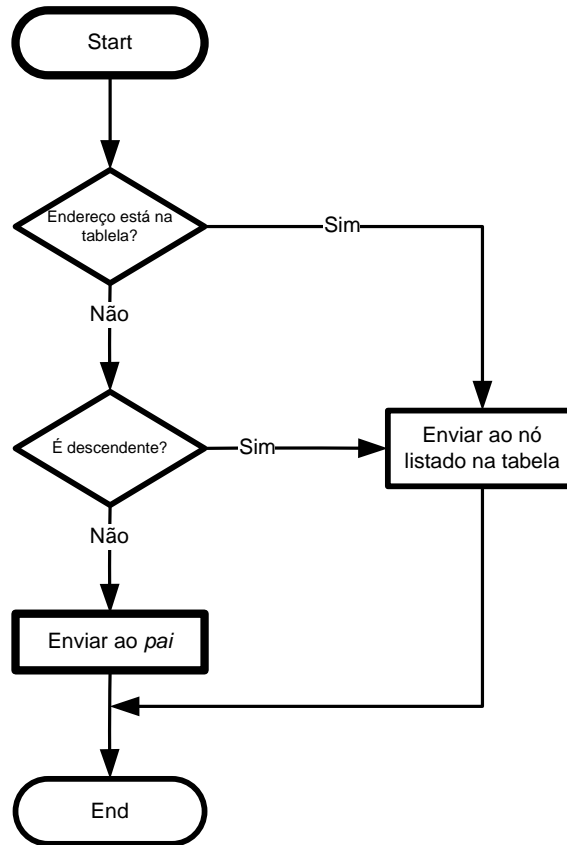 Start
Endereço está na
tablela?
Sim
Não
É descendente?
Sim
Enviar ao nó
listado na tabela
Não
Enviar ao pai
End